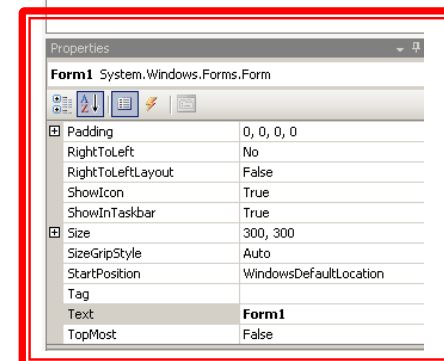 Properties
Form1 System.Windows.Forms.Form
Padding 0, 0, 0, 0
RightToLeft No
RightToLeftLayout False
ShowIcon True
ShowInTaskbar True
Size 300, 300
SizeGripStyle Auto
StartPosition WindowsDefaultLocation
Tag
Text Form1
TopMost False